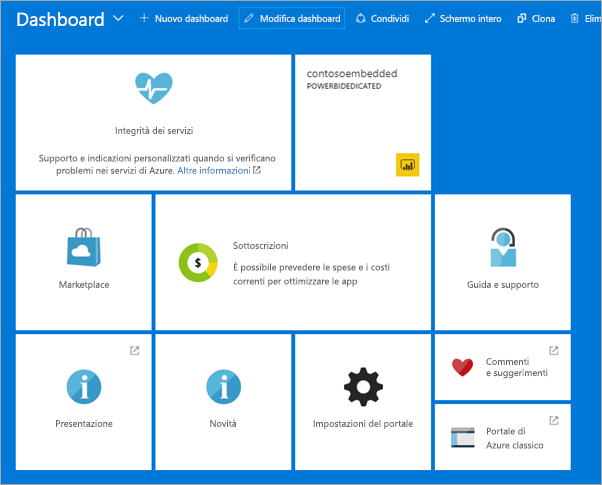 Dashboard
Nuovo dashboard
Modifica dashboard
Condividi
Schermo intero
Clona
Elim
Integrità dei servizi
Supporto e indicazioni personalizzati quando si verificano
problemi nei servizi di Azure. Altre informazioni
contosoembedded
POWERBIDEDICATED
Marketplace
Sottoscrizioni
È possibile prevedere le spese e i costi
correnti per ottimizzare le app
Guida e supporto
Presentazione
Novità
Impostazioni del portale
Commenti
e suggerimenti
Portale di
Azure classico